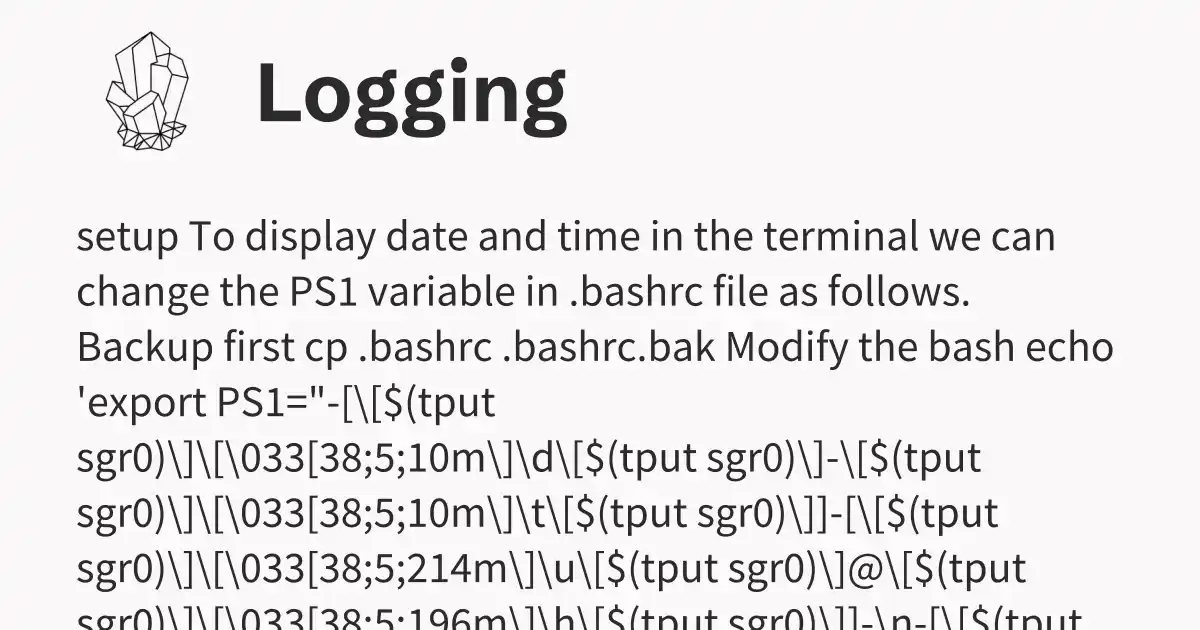 Logging
setup To display date and time in the terminal we can
change the PS1 variable in .bashrc file as follows.
Backup first cp .bashrc .bashrc.bak Modify the bash echo
'export PS1="-[\[$(tput
sgr0)\]\[\033[38;5;10m\]\d\[$(tput sgr0)\]-\[$(tput
sgr0)\]\[\033[38;5;10m\]\t\[$(tput sgr0)\]]-[\[$(tput
sgr0)\]\[\033[38;5;214m\]\u\[$(tput sgr0)\]@\[$(tput
sgr0)\]\[\033[38;5;196m\]\h\[$(tput sgr0)\]]-\n-[\[$(tput